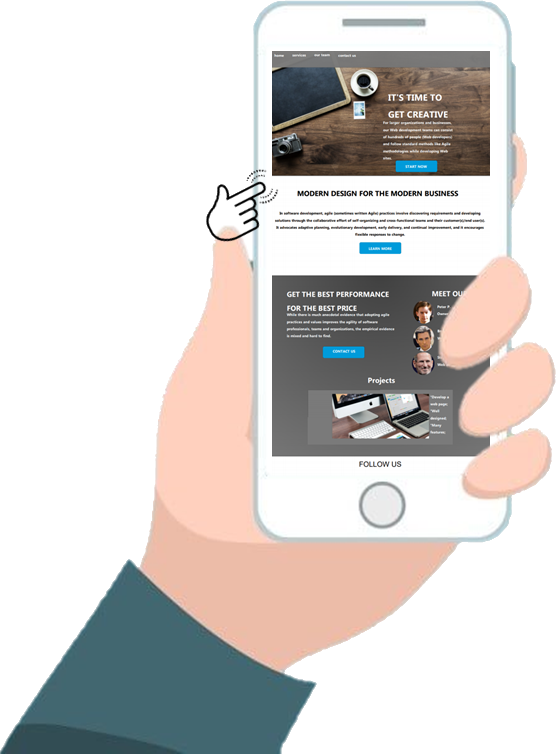 home services our team contact us
IT'S TIME TO
GET CREATIVE
For larger organisations and businesses,
our Web development teams can consist
of hundreds of people (Web developers)
and follow standard methods like Agile
methodologies while developing Web
sites.
START NOW
MODERN DESIGN FOR THE MODERN BUSINESS
In software development, agile (sometimes written Agile) practices involve discovering requirements and developing
solutions through the collaborative effort of self-organizing and cross-functional teams and their customer(s)/end user(s).
It advocates adaptive planning, evolutionary development, early delivery, and continual improvement, and it encourages
flexible responses to change.
LEARN MORE
GET THE BEST PERFORMANCE
FOR THE BEST PRICE
While there is much anecdotal evidence that adopting agile
practices and values improves the agility of software
professionals, teams and organisations, the empirical evidence
is mixed and hard to find.
CONTACT US
MEET OU
Peter P.
Projects
*Develop a
web page.
*Well
designed.
*Many
features.
FOLLOW US